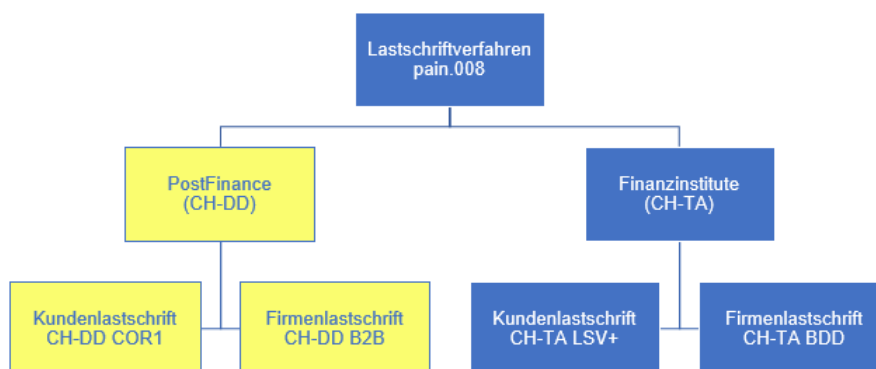 Lastschriftverfahren
pain.008
PostFinance
(CH-DD)
Finanzinstitute
(CH-TA)
Kundenlastschrift
CH-DD COR1
Firmenlastschrift
CH-DD B2B
Kundenlastschrift
CH-TA LSV+
Firmenlastschrift
CH-TA BDD